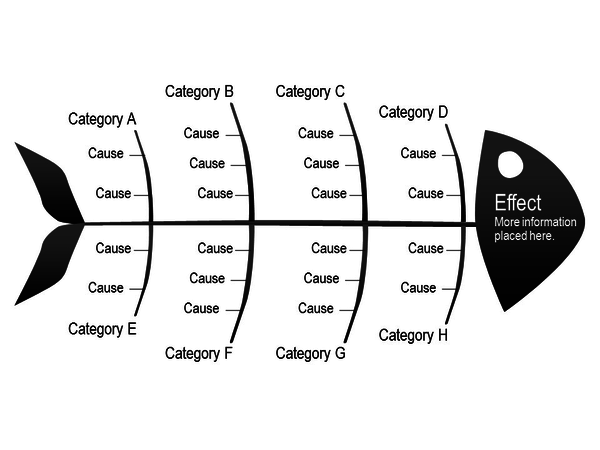 Category A
Cause
Cause
Category B
Cause
Cause
Cause
Category C
Cause
Cause
Cause
Category D
Cause
Cause
Effect
More information
placed here.
Cause
Cause
Category E
Cause
Cause
Cause
Category F
Cause
Cause
Cause
Category G
Cause
Cause
Category H